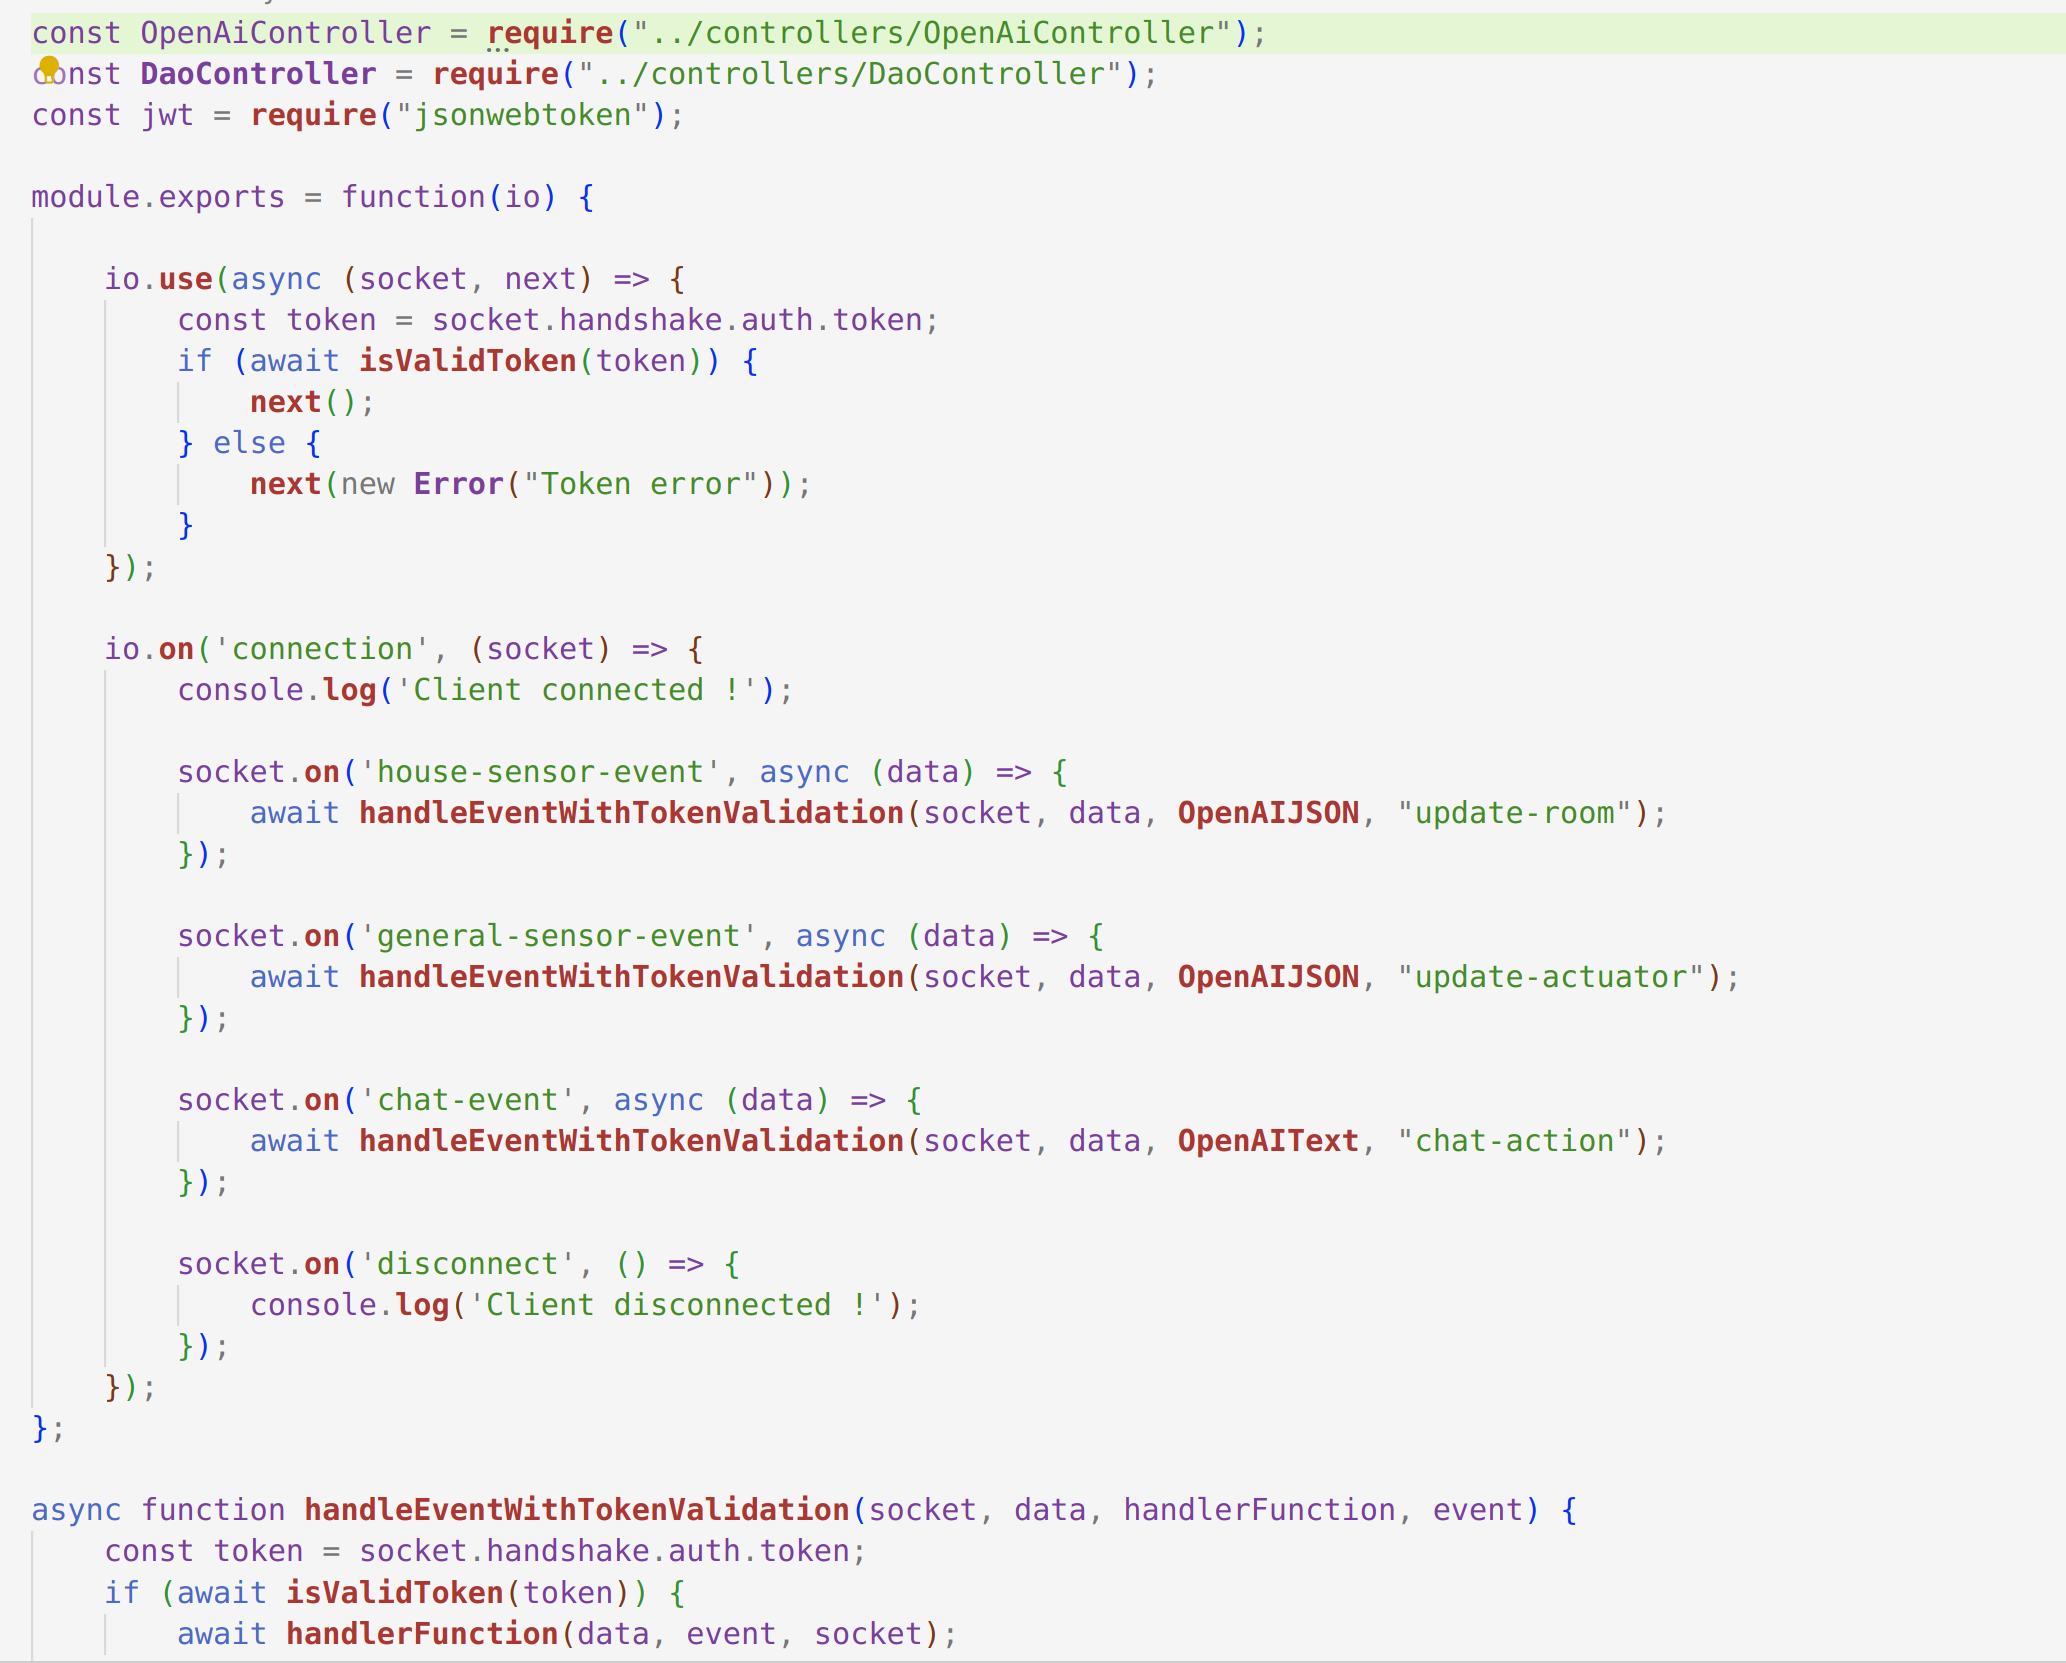 const OpenAiController = require("../controllers/OpenAiController");
const DaoController = require("../controllers/DaoController");
const jwt = require("jsonwebtoken");
module.exports = function(io) {
io.use(async (socket, next) => {
const token = socket.handshake.auth.token;
if (await isValidToken(token)) {
next();
} else {
next(new Error("Token error"));
}
});
io.on('connection', (socket) => {
console.log('Client connected !');
socket.on('house-sensor-event', async (data) => {
await handleEventWithTokenValidation(socket, data, OpenAIJSON, "update-room");
});
socket.on('general-sensor-event', async (data) => {
await handleEventWithTokenValidation(socket, data, OpenAIJSON, "update-actuator");
});
socket.on('chat-event', async (data) => {
await handleEventWithTokenValidation(socket, data, OpenAIText, "chat-action");
});
socket.on('disconnect', () => {
console.log('Client disconnected !');
});
});
};
async function handleEventWithTokenValidation(socket, data, handlerFunction, event) {
const token = socket.handshake.auth.token;
if (await isValidToken(token)) {
await handlerFunction(data, event, socket);